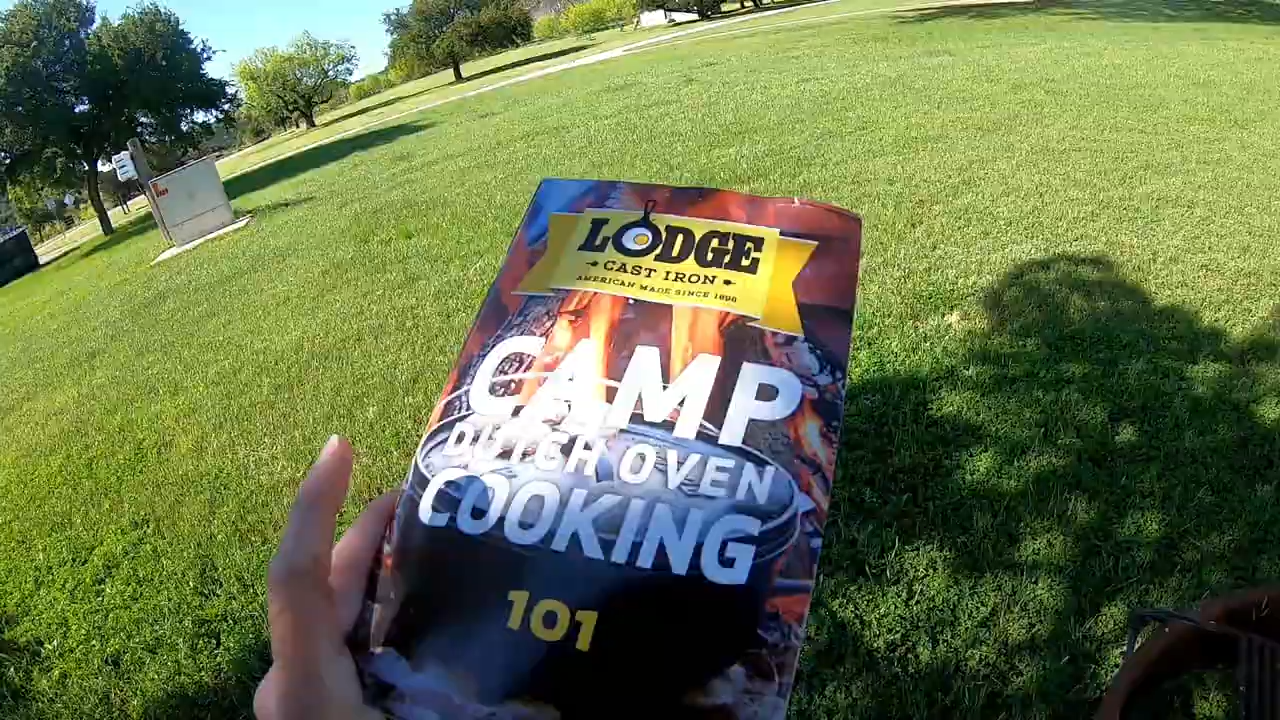 LODGE
CAST IRON
AMERICAN MADE SINCE 1896
CAMP
DUTCH OVEN
COOKING
101